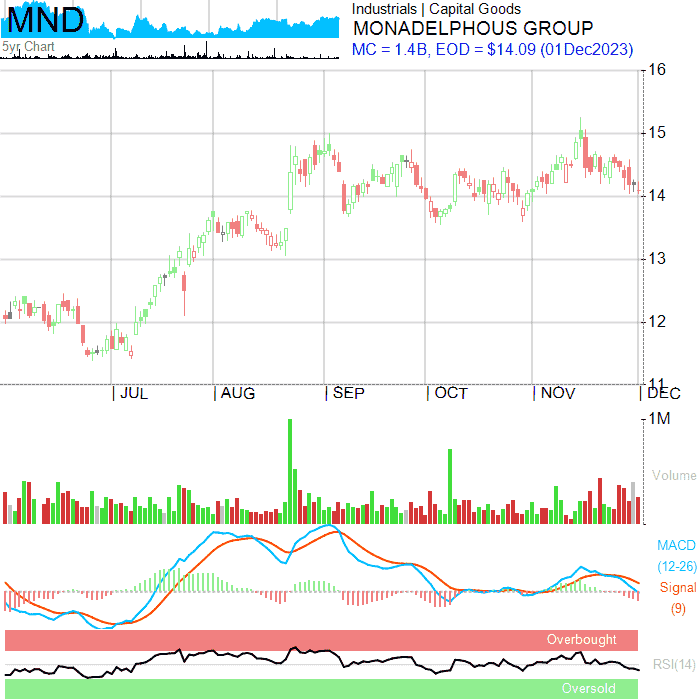 MND
5yr Chart
Industrials | Capital Goods
MONADELPHOUS GROUP
MC = 1.4B, EOD = $14.09 (01Dec2023)
16
15
14
13
12
11
JUL AUG SEP OCT NOV DEC
1M
Volume
MACD
(12-26)
Signal
(9)
Overbought
RSI(14)
Oversold